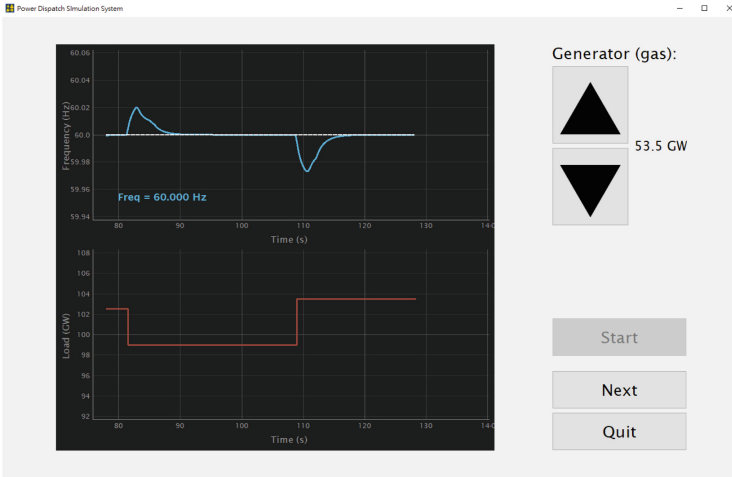 Power Dispatch SImulation System
Generator (gas):
53.5 GW
60.06
60.04
60.02
60.0
59.98
59.96
59.94
Frequency (Hz)
Freq = 60.000 Hz
80
90
100
110
120
130
140
Time (s)
108
106
104
102
100
98
96
94
92
Load (GW)
80
90
100
110
120
130
140
Time (s)
Start
Next
Quit